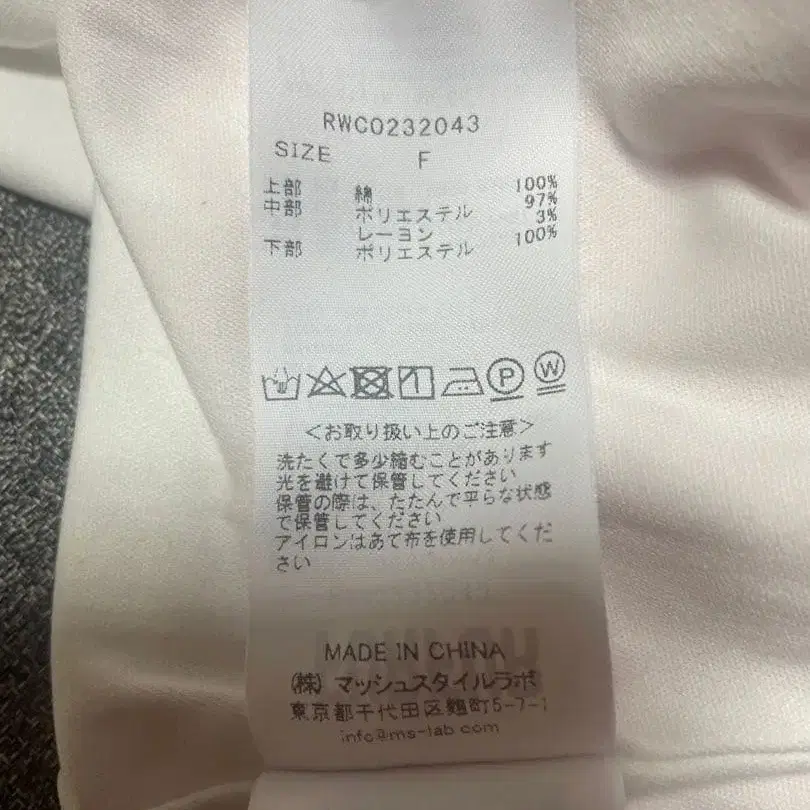 RWCO232043
SIZE F
上部 綿 100%
中部 ポリエステル 97%
レーヨン 3%
下部 ポリエステル 100%
P W
<お取り扱い上のご注意>
洗たくで多少縮むことがあります
光を避けて保管してください
保管の際は、たたんで平らな状態
で保管してください
アイロンはあて布を使用してくだ
さい
MADE IN CHINA
(株) マッシュスタイルラボ
東京都千代田区麹町5-7-1
info@ms-lab.com